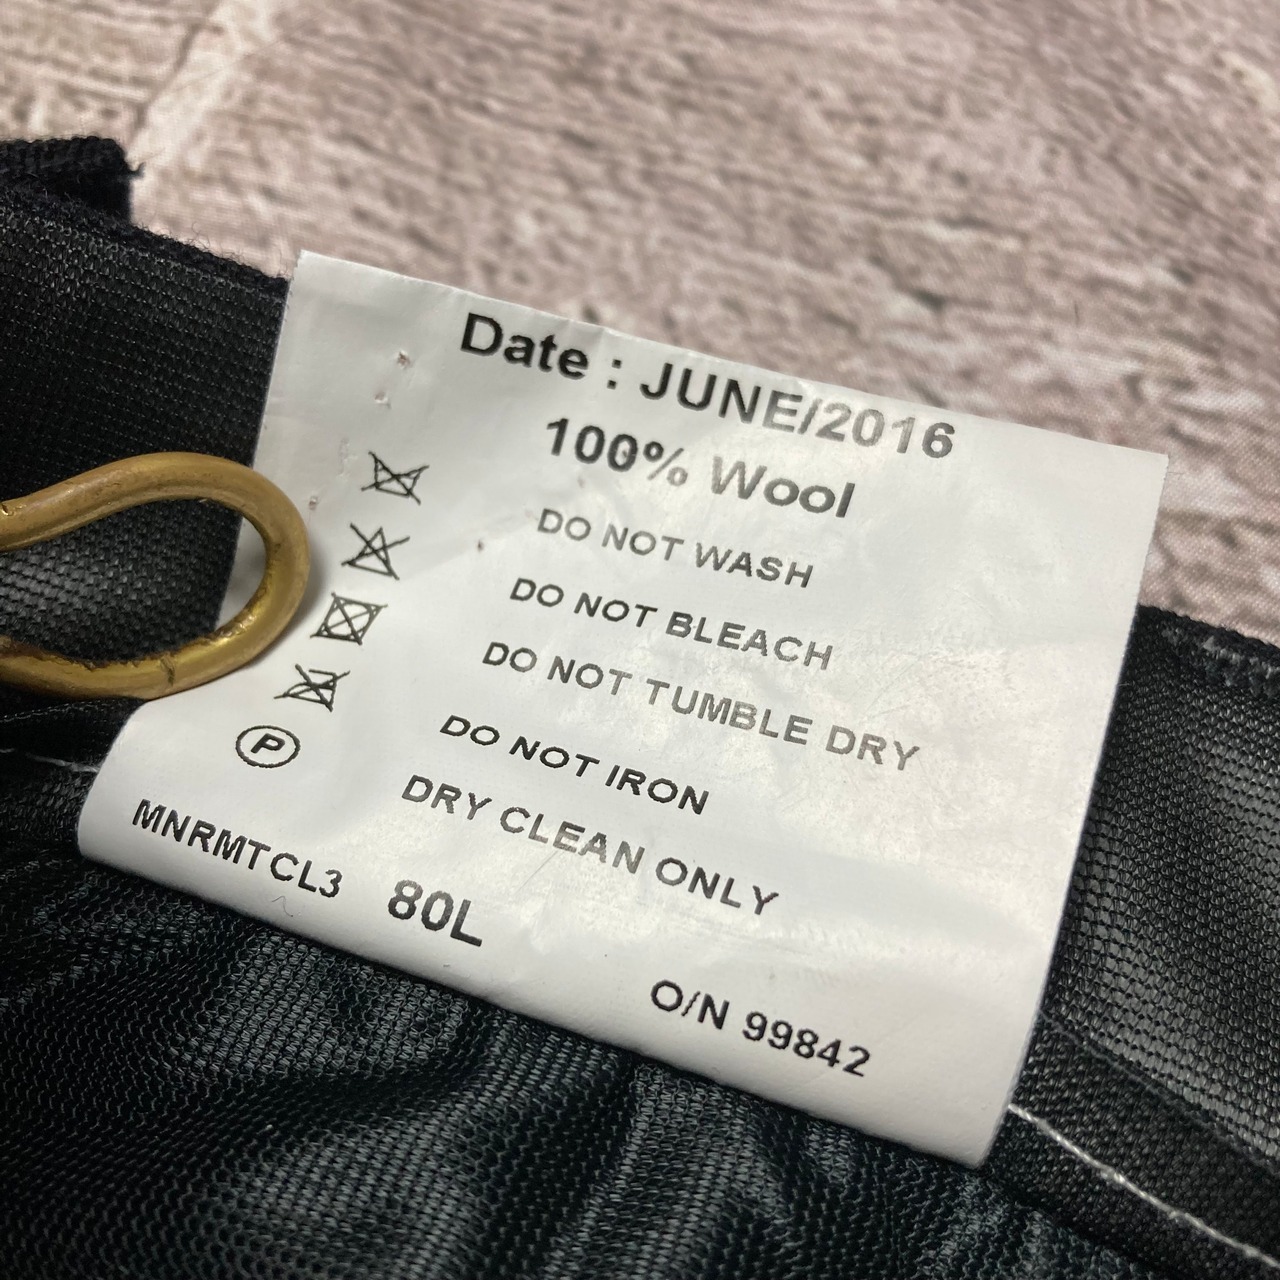 Date : JUNE/2016
100% Wool
DO NOT WASH
DO NOT BLEACH
DO NOT TUMBLE DRY
DO NOT IRON
P DRY CLEAN ONLY
MNRMTCL3 80L
O/N 99842